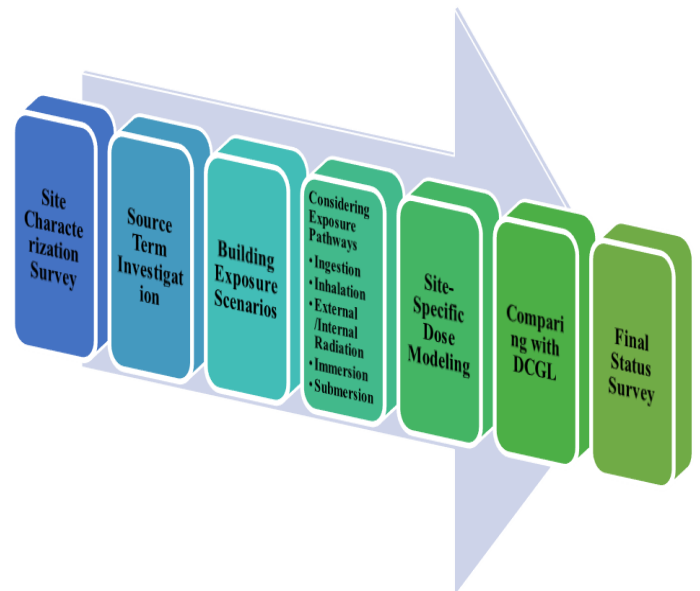 Site
Characte
rization
Survey
Source
Term
Investigat
ion
Building
Exposure
Scenarios
Considering
Exposure
Pathways
• Ingestion
• Inhalation
• External
/Internal
Radiation
• Immersion
• Submersion
Site-
Specific
Dose
Modeling
Compari
ng with
DCGL
Final
Status
Survey